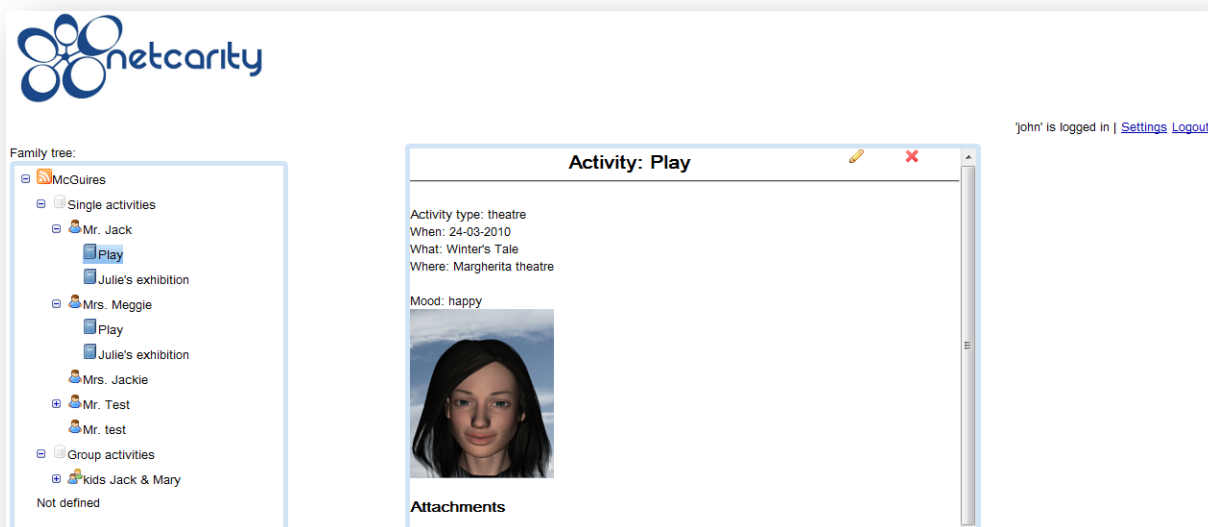 netcarity
'john' is logged in | Settings Logout
Family tree:
McGuires
Single activities
Mr. Jack
Play
Julie's exhibition
Mrs. Meggie
Play
Julie's exhibition
Mrs. Jackie
Mr. Test
Mr. test
Group activities
kids Jack & Mary
Not defined
Activity: Play
Activity type: theatre
When: 24-03-2010
What: Winter's Tale
Where: Margherita theatre
Mood: happy
Attachments